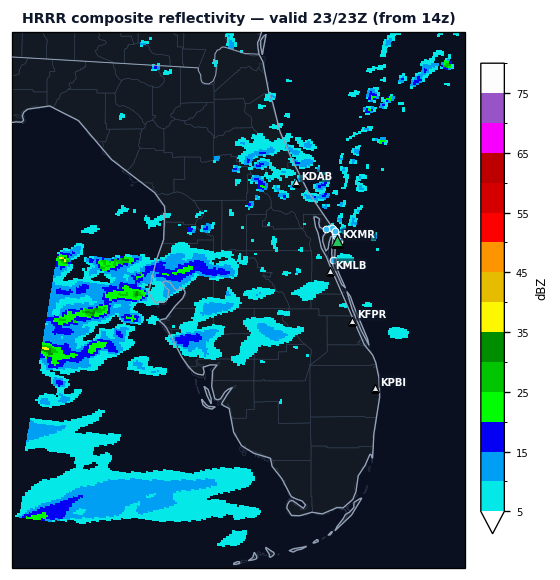 HRRR composite reflectivity — valid 23/23Z (from 14z)
KDAB
KXMR
KMLB
KFPR
KPBI
75
65
55
45
35
25
15
5
dBZ